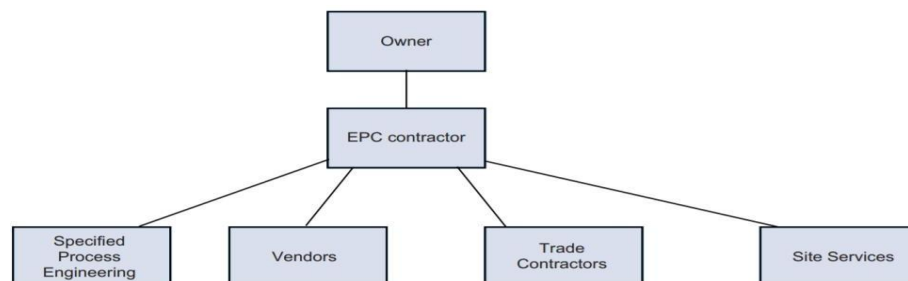 Owner
EPC contractor
Specified
Process
Engineering
Vendors
Trade
Contractors
Site Services